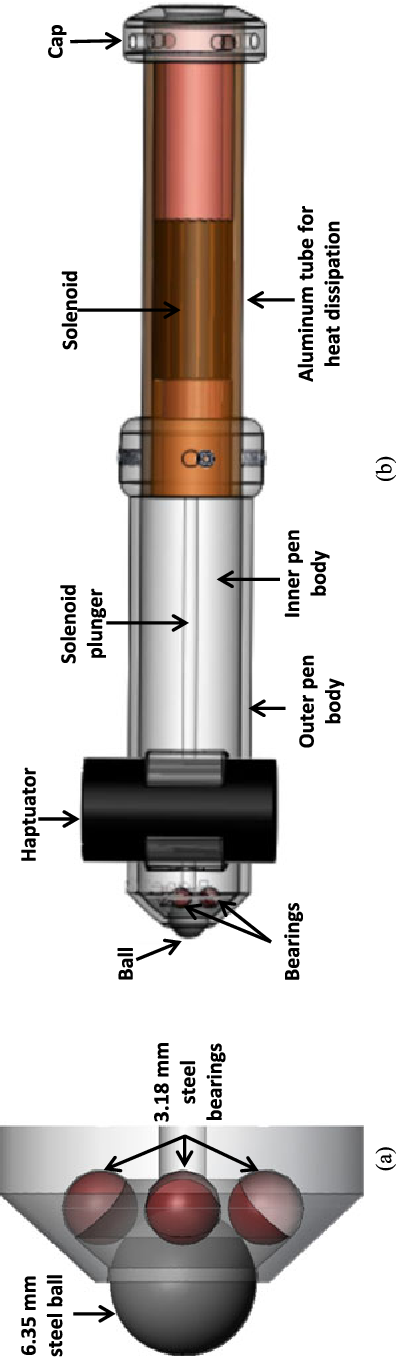 6.35 mm
steel ball
3.18 mm
steel
bearings
(a)
Ball
Haptuator
Solenoid
plunger
Solenoid
Cap
Bearings
Outer pen
body
Inner pen
body
Aluminum tube for
heat dissipation
(b)